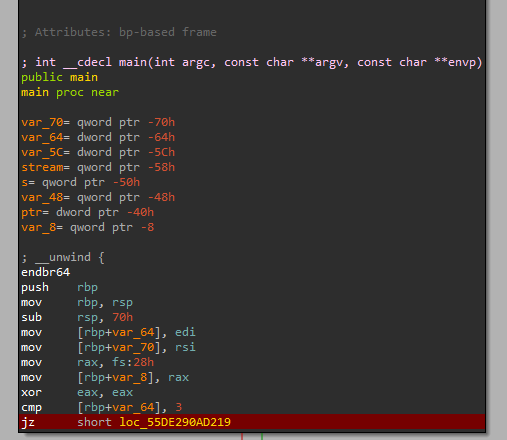 ; Attributes: bp-based frame
; int __cdecl main(int argc, const char **argv, const char **envp)
public main
main proc near
var_70= qword ptr -70h
var_64= dword ptr -64h
var_5C= dword ptr -5Ch
stream= qword ptr -58h
s= qword ptr -50h
var_48= qword ptr -48h
ptr= dword ptr -40h
var_8= qword ptr -8
; __unwind {
endbr64
push rbp
mov rbp, rsp
sub rsp, 70h
mov [rbp+var_64], edi
mov [rbp+var_70], rsi
mov rax, fs:28h
mov [rbp+var_8], rax
xor eax, eax
cmp [rbp+var_64], 3
jz short loc_55DE290AD219